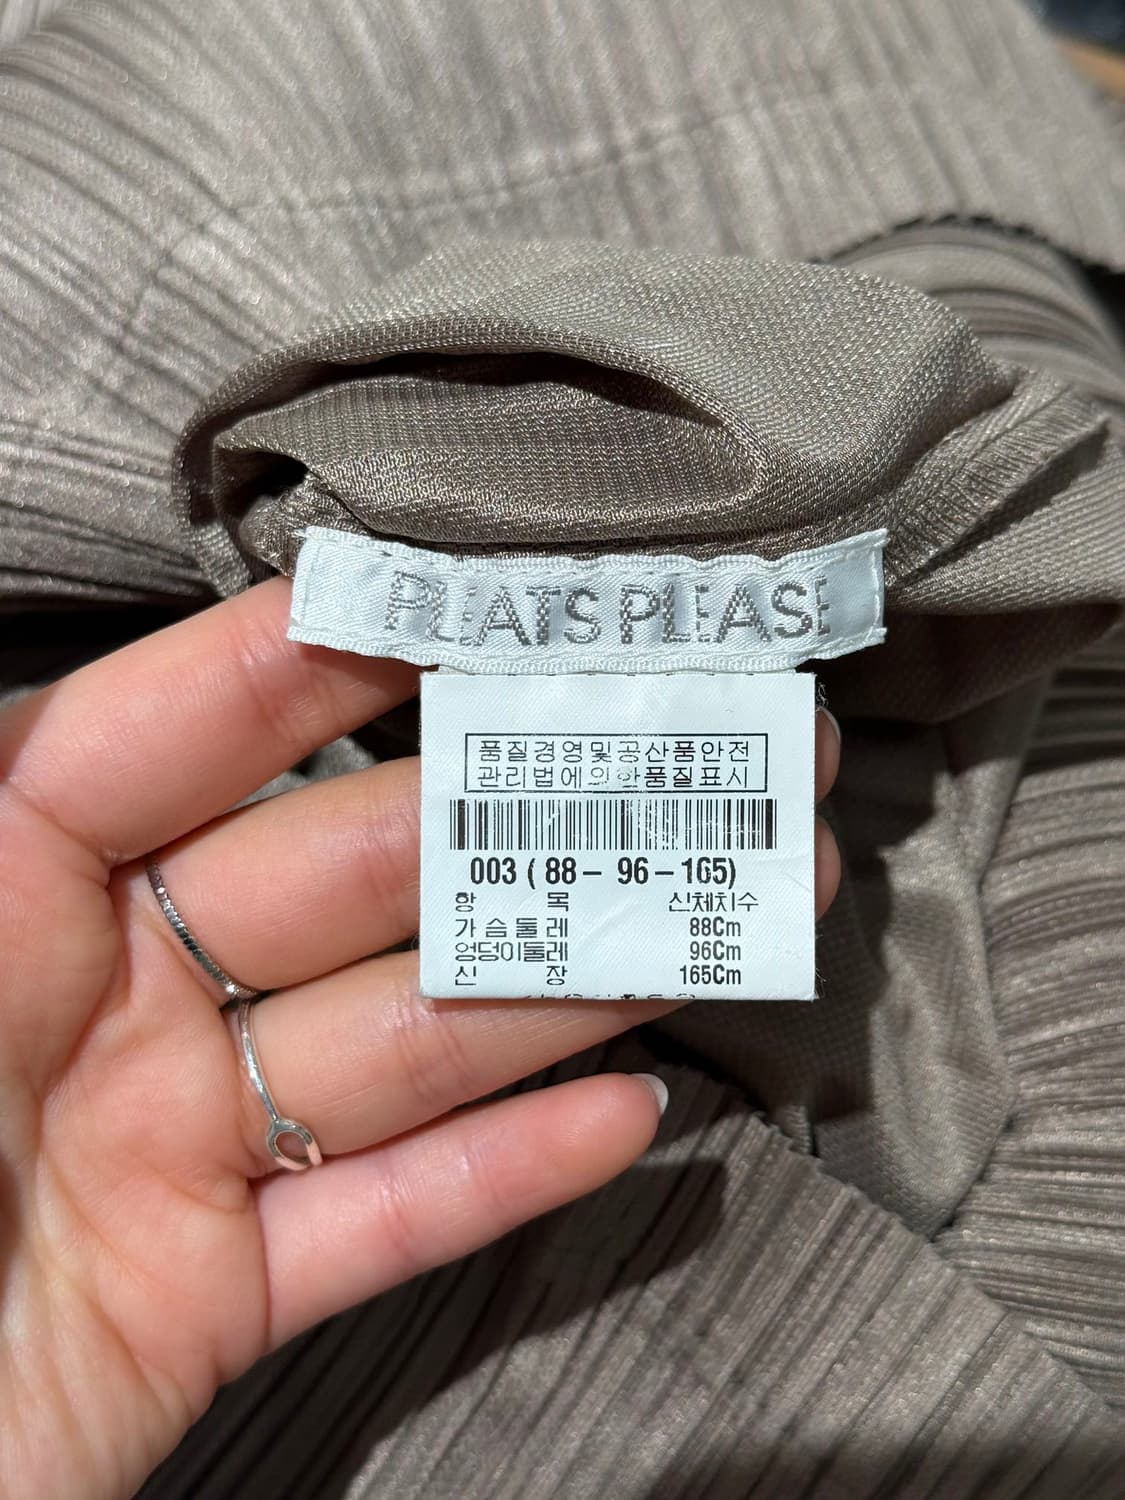 PLEATS PLEASE
품질경영및공산품안전
관리법에의한품질표시
003 ( 88 – 96 – 165)
항 목 신체치수
가슴둘레 88Cm
엉덩이둘레 96Cm
신 장 165Cm